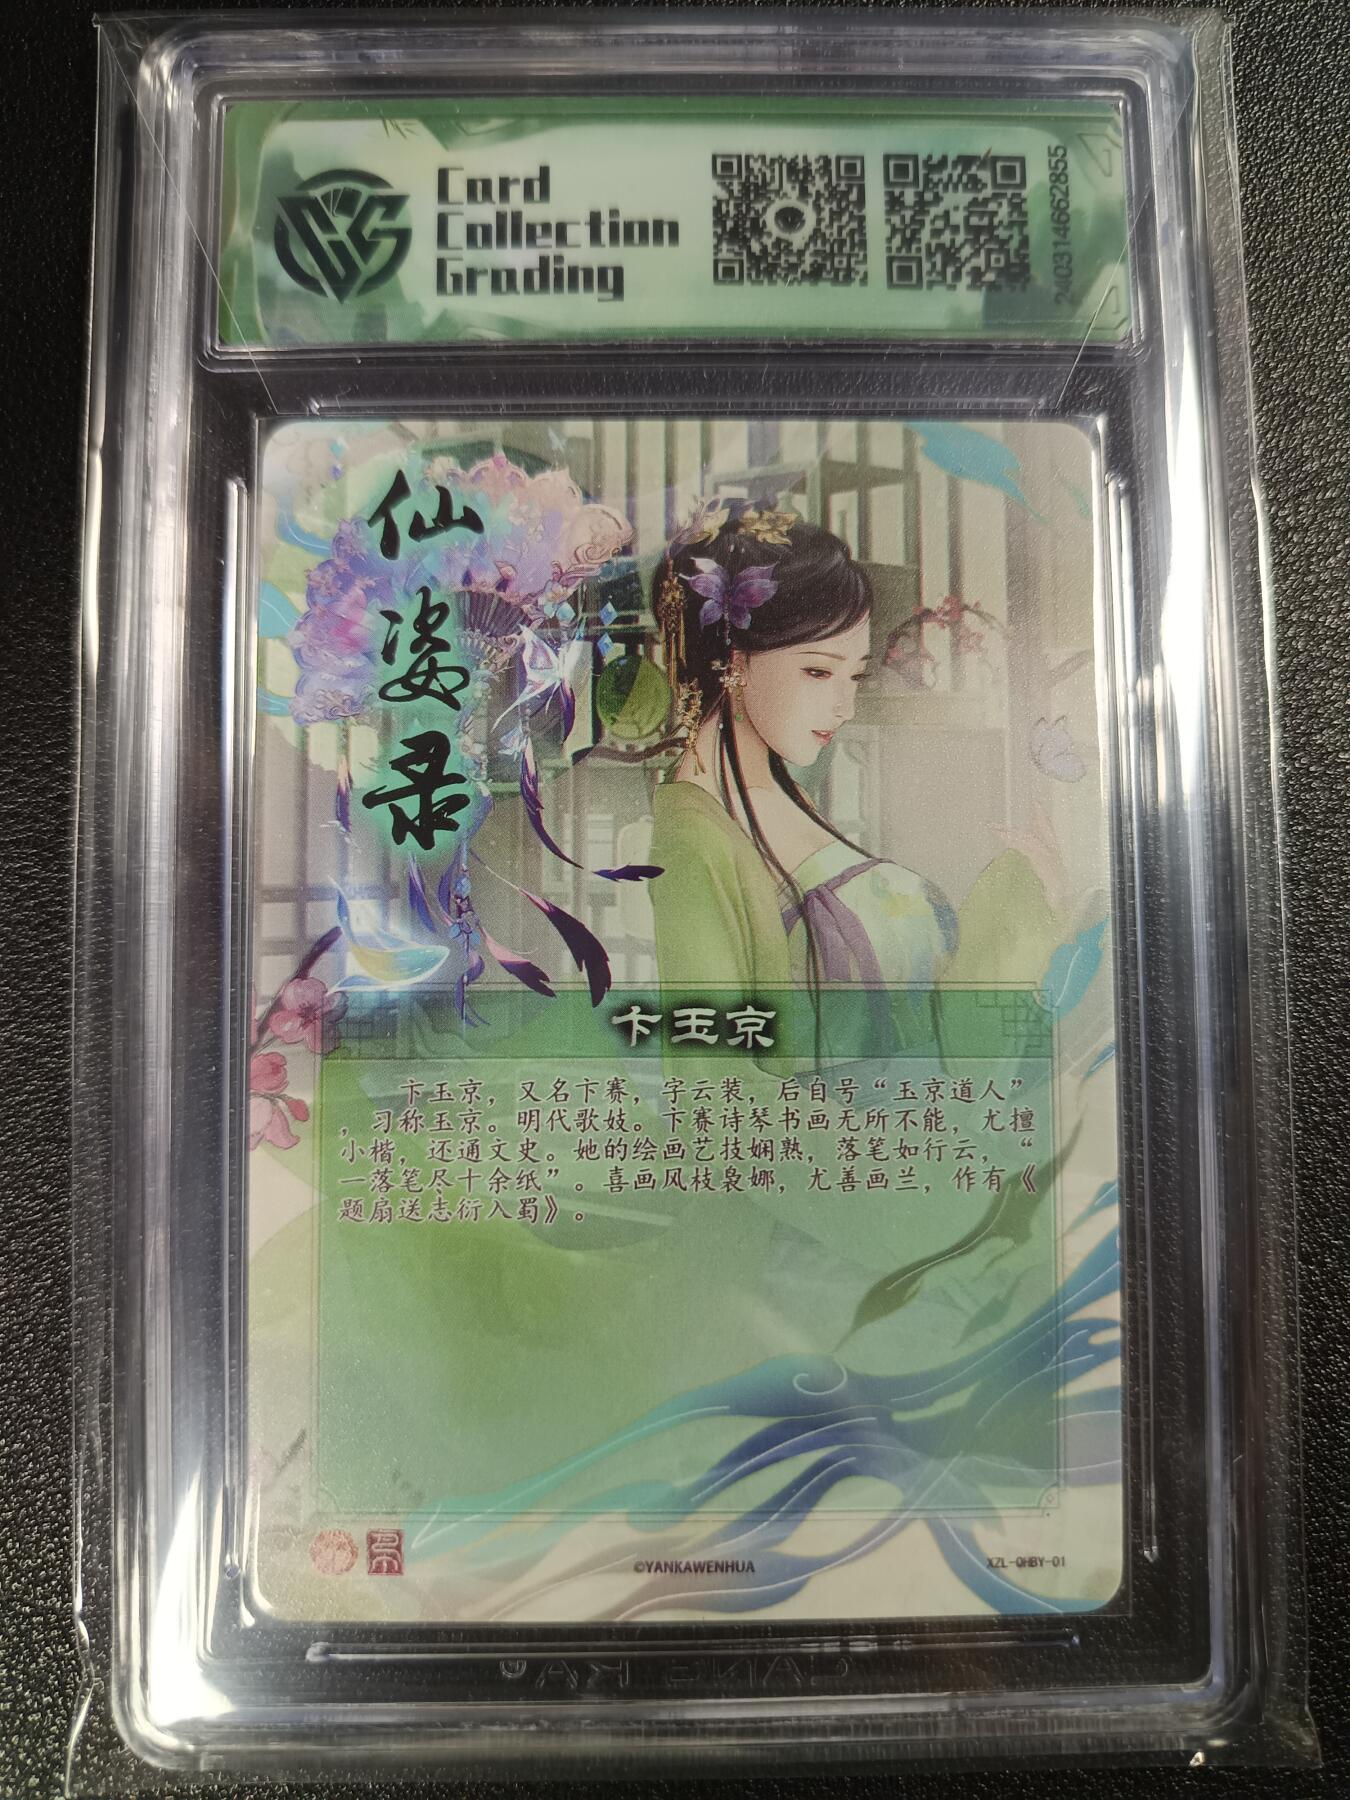 Card
Collection
Grading
2403314662855
仙姿录
卞玉京
卞玉京，又名卞赛，字云装，后自号“玉京道人”
，习称玉京。明代歌妓。卞赛诗琴书画无所不能，尤擅
小楷，还通文史。她的绘画艺技娴熟，落笔如行云，“
一落笔尽十余纸”。喜画风枝袅娜，尤善画兰，作有《
题扇送志衍入蜀》。
©YANKAWENHUA
XZL-QHBY-01